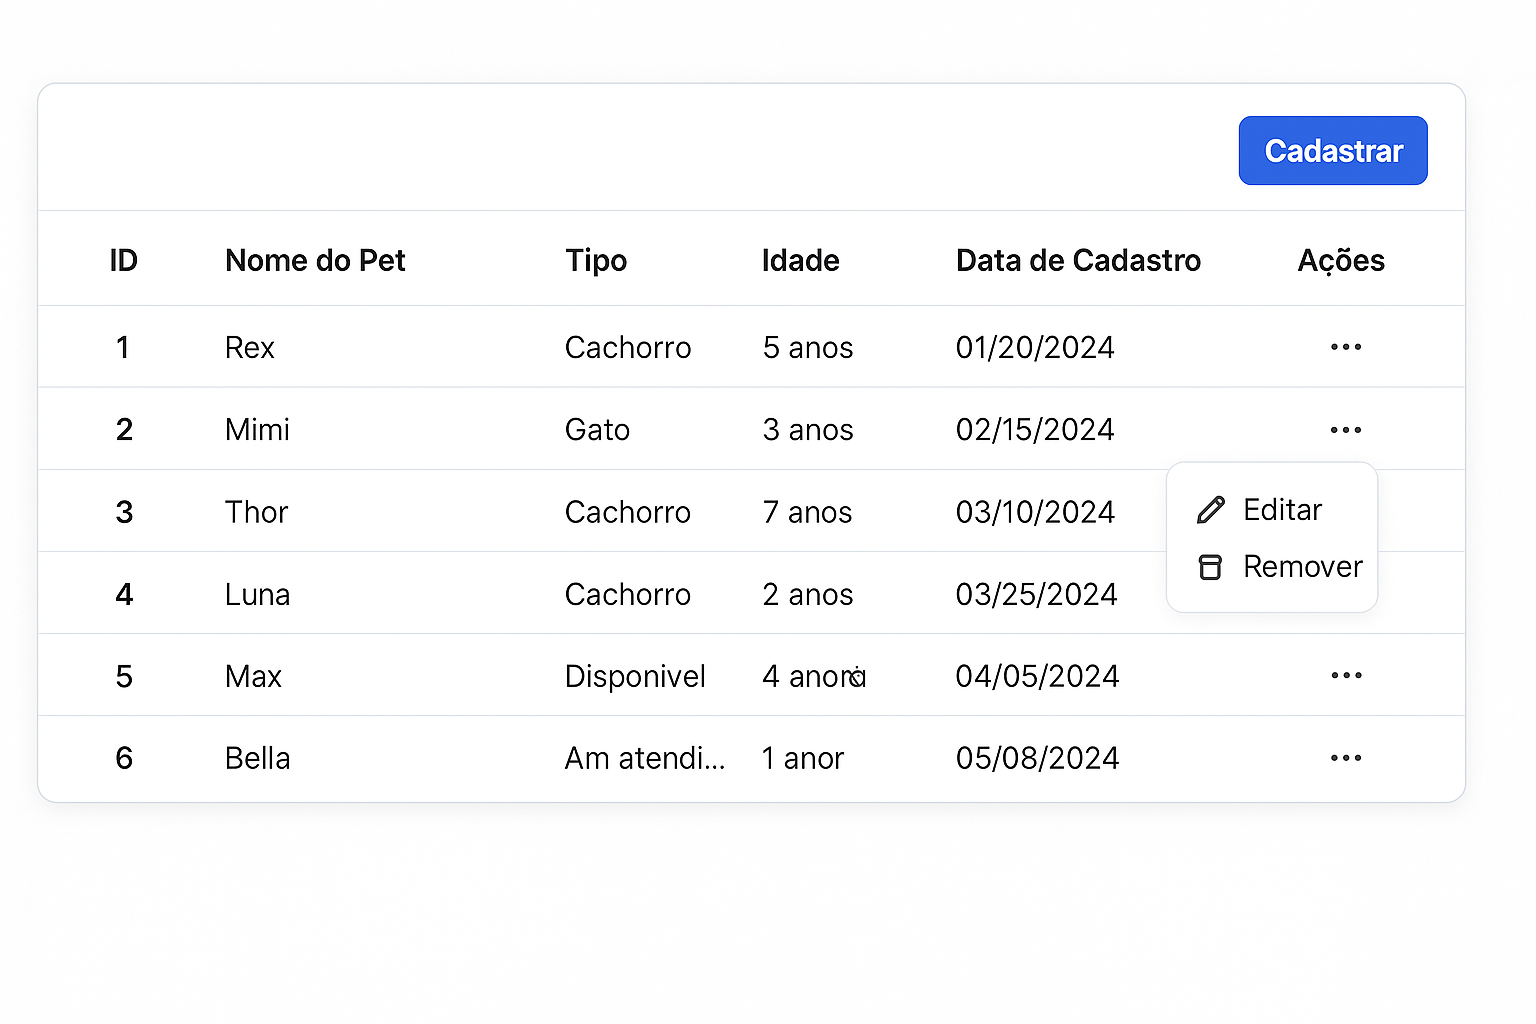 Cadastrar
ID Nome do Pet Tipo Idade Data de Cadastro Ações
1 Rex Cachorro 5 anos 01/20/2024
2 Mimi Gato 3 anos 02/15/2024
3 Thor Cachorro 7 anos 03/10/2024
Editar
4 Luna Cachorro 2 anos 03/25/2024
Remover
5 Max Disponivel 4 04/05/2024
6 Bella Am atendi... 1 anor 05/08/2024